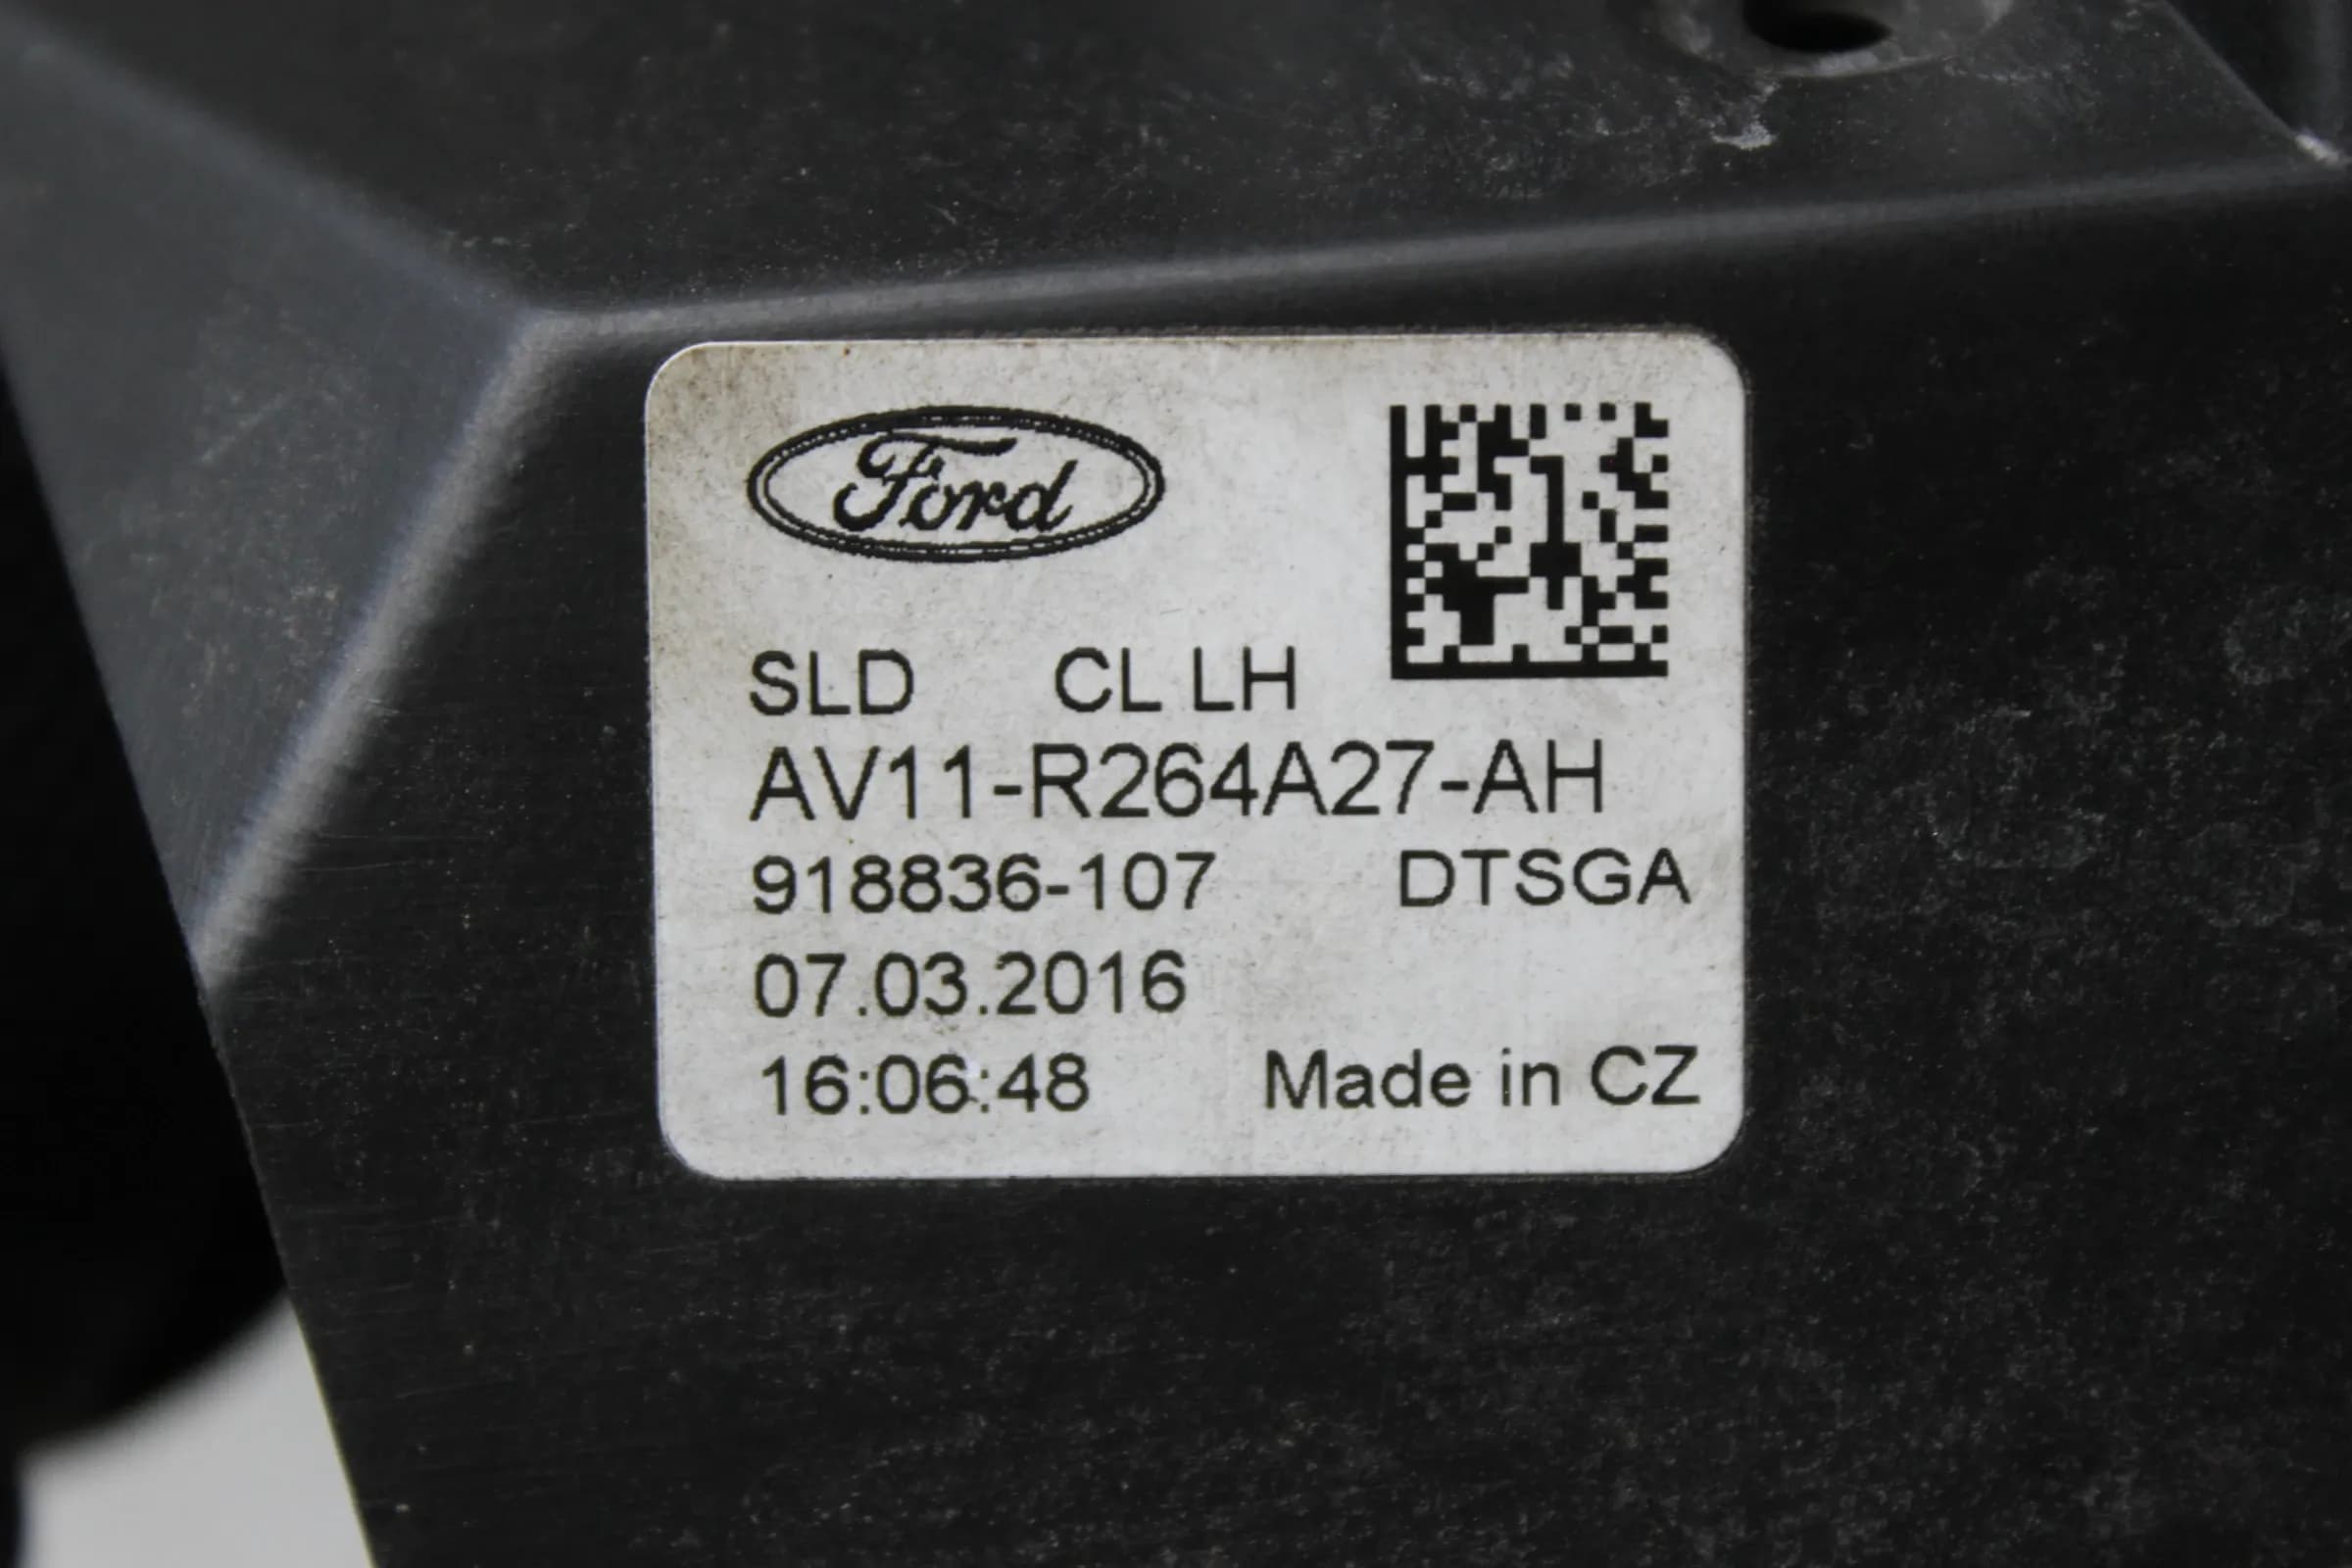 Ford
SLD CL LH
AV11-R264A27-AH
918836-107 DTSGA
07.03.2016
16:06:48 Made in CZ